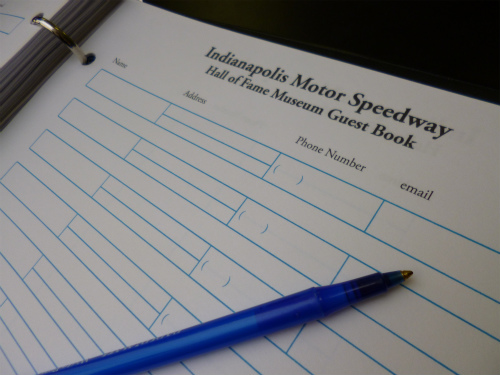 Indianapolis Motor Speedway
Hall of Fame Museum Guest Book
Name
Address
Phone Number
email
( )
( )
( )
( )